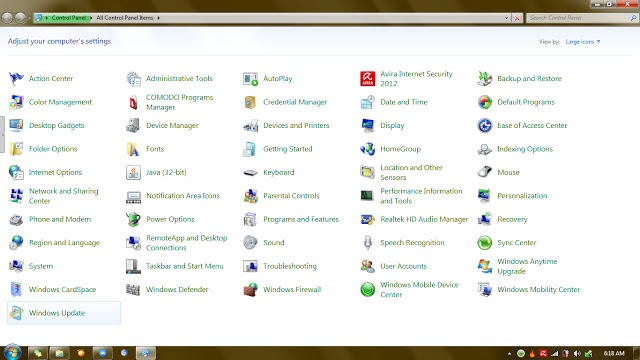 Control Panel All Control Panel Items Search Control Panel
Adjust your computer's settings View by: Large icons
Action Center Administrative Tools AutoPlay Avira Internet Security 2012 Backup and Restore
Color Management COMODO Programs Manager Credential Manager Date and Time Default Programs
Desktop Gadgets Device Manager Devices and Printers Display Ease of Access Center
Folder Options Fonts Getting Started HomeGroup Indexing Options
Internet Options Java (32-bit) Keyboard Location and Other Sensors Mouse
Network and Sharing Center Notification Area Icons Parental Controls Performance Information and Tools Personalization
Phone and Modem Power Options Programs and Features Realtek HD Audio Manager Recovery
Region and Language RemoteApp and Desktop Connections Sound Speech Recognition Sync Center
System Taskbar and Start Menu Troubleshooting User Accounts Windows Anytime Upgrade
Windows CardSpace Windows Defender Windows Firewall Windows Mobile Device Center Windows Mobility Center
Windows Update
6:18 AM